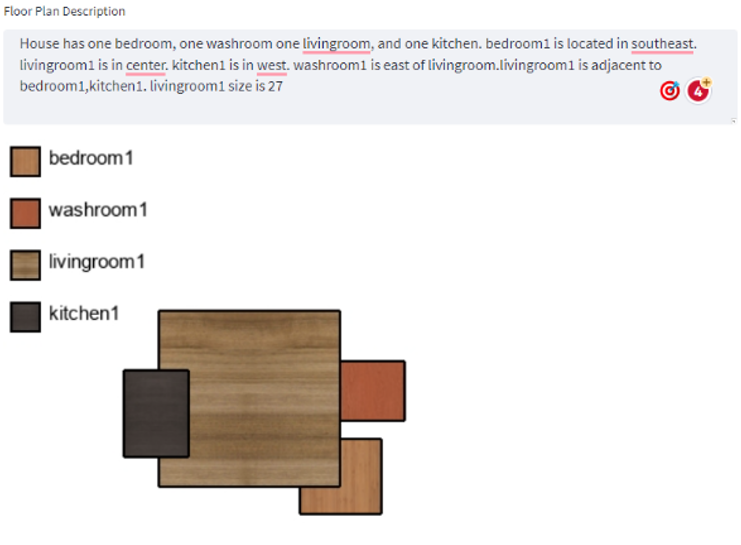 Floor Plan Description
House has one bedroom, one washroom one livingroom, and one kitchen. bedroom1 is located in southeast.
livingroom1 is in center. kitchen1 is in west. washroom1 is east of livingroom.livingroom1 is adjacent to
bedroom1,kitchen1. livingroom1 size is 27
4+
bedroom1
washroom1
livingroom1
kitchen1